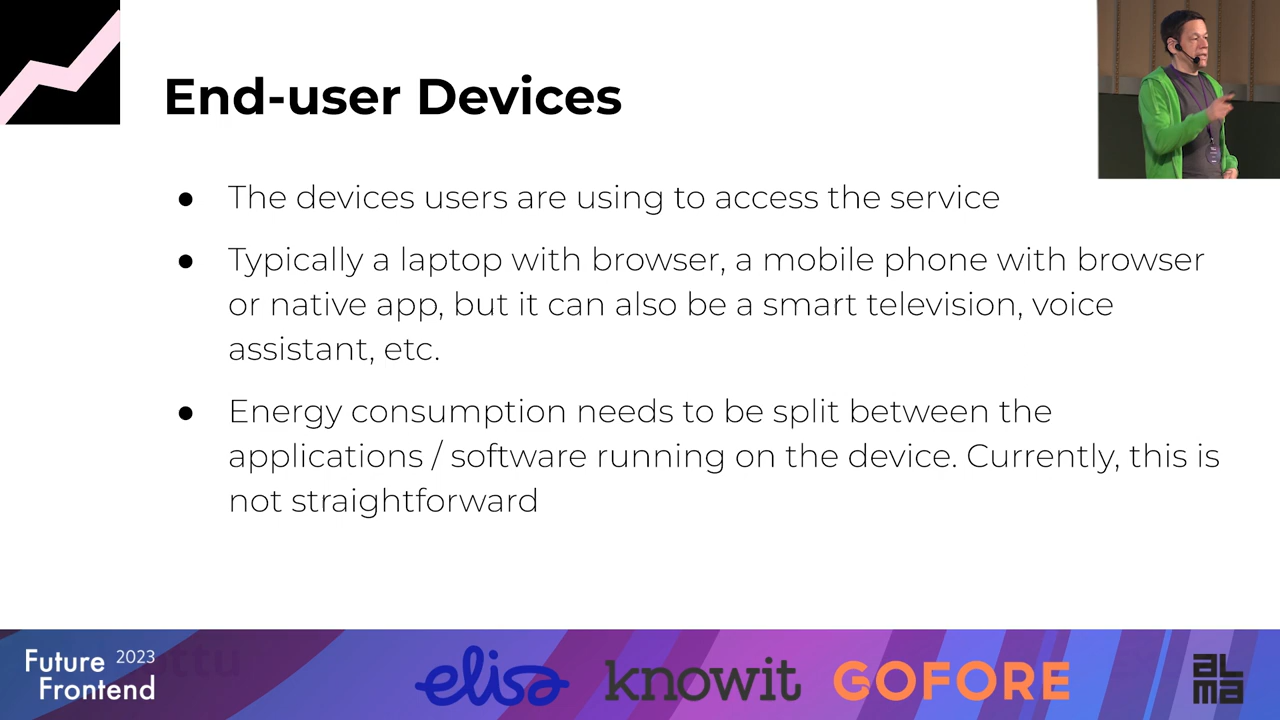 End-user Devices
● The devices users are using to access the service
● Typically a laptop with browser, a mobile phone with browser
or native app, but it can also be a smart television, voice
assistant, etc.
● Energy consumption needs to be split between the
applications / software running on the device. Currently, this is
not straightforward
Future 2023
Frontend
elisa
knowit
GOFORE
ALMA